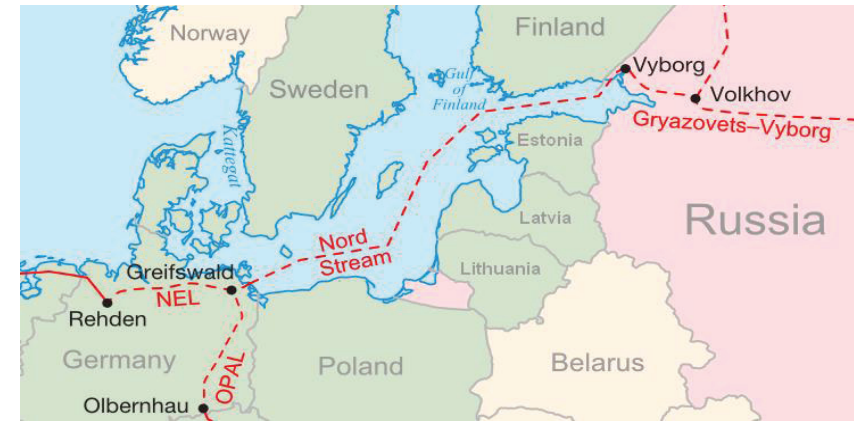 Norway
Finland
Sweden
Gulf
of
Finland
Vyborg
Volkhov
Gryazovets–Vyborg
Kattegat
Estonia
Latvia
Russia
Lithuania
Nord
Stream
Greifswald
NEL
Rehden
Germany
OPAL
Poland
Belarus
Olbernhau